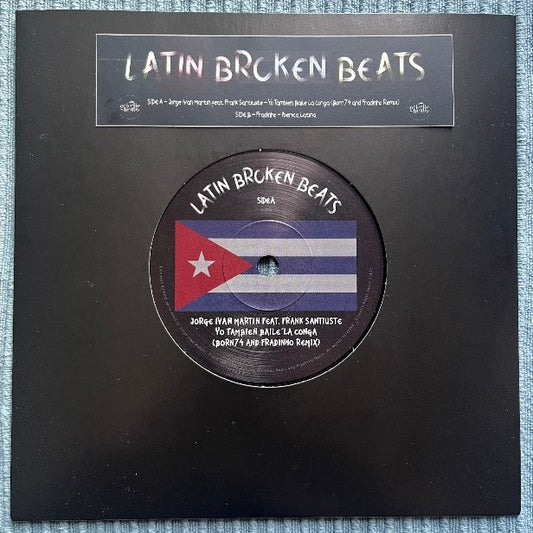 LATIN BROKEN BEATS
SIDE A - Jorge Ivan Martin feat. Frank Santiuste - Yo Tambien Baile La Conga (Born74 and Fradinho Remix)
SIDE B - Fradinho - Iberica Latina
LATIN BROKEN BEATS
SIDE A
JORGE IVAN MARTIN FEAT. FRANK SANTIUSTE
YO TAMBIEN BAILE´LA CONGA
(BORN74 AND FRADINHO REMIX)